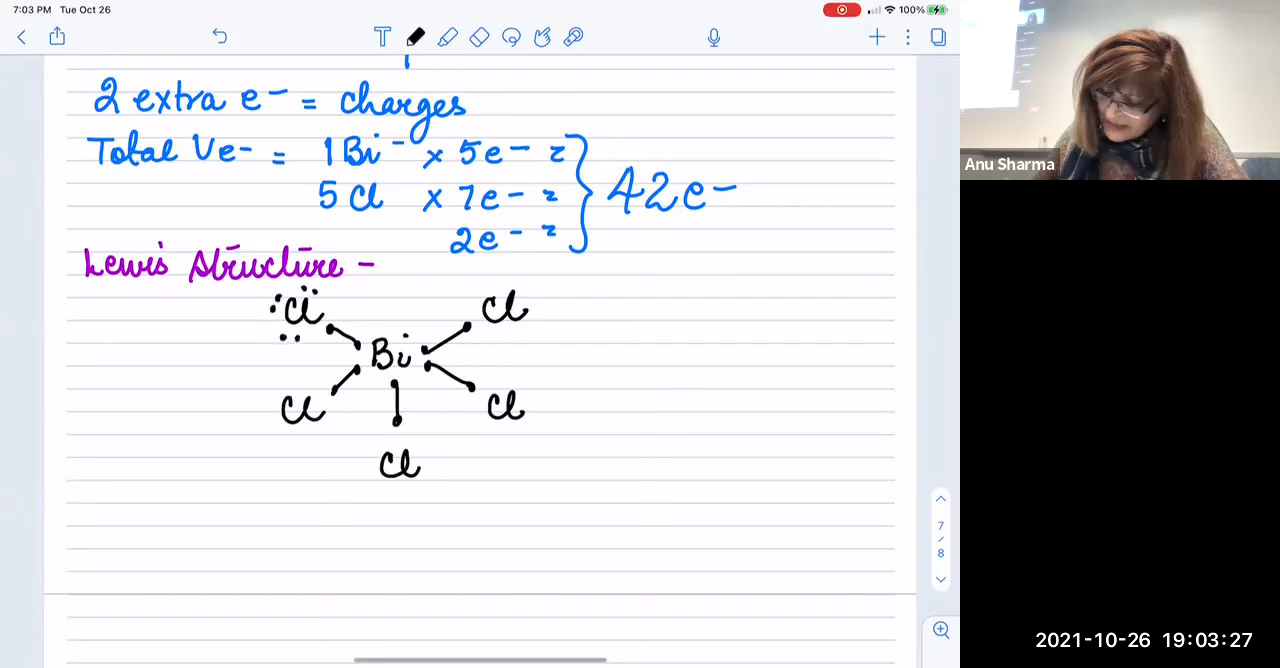 7:03 PM Tue Oct 26
100%
2 extra e- = charges
Total Ve- = 1 Bi - x 5e- =
5 Cl x 7e- =
2e- =
42e-
Lewis Structure -
Cl Cl
Bi
Cl Cl
Cl
7
/
8
Anu Sharma
2021-10-26 19:03:27